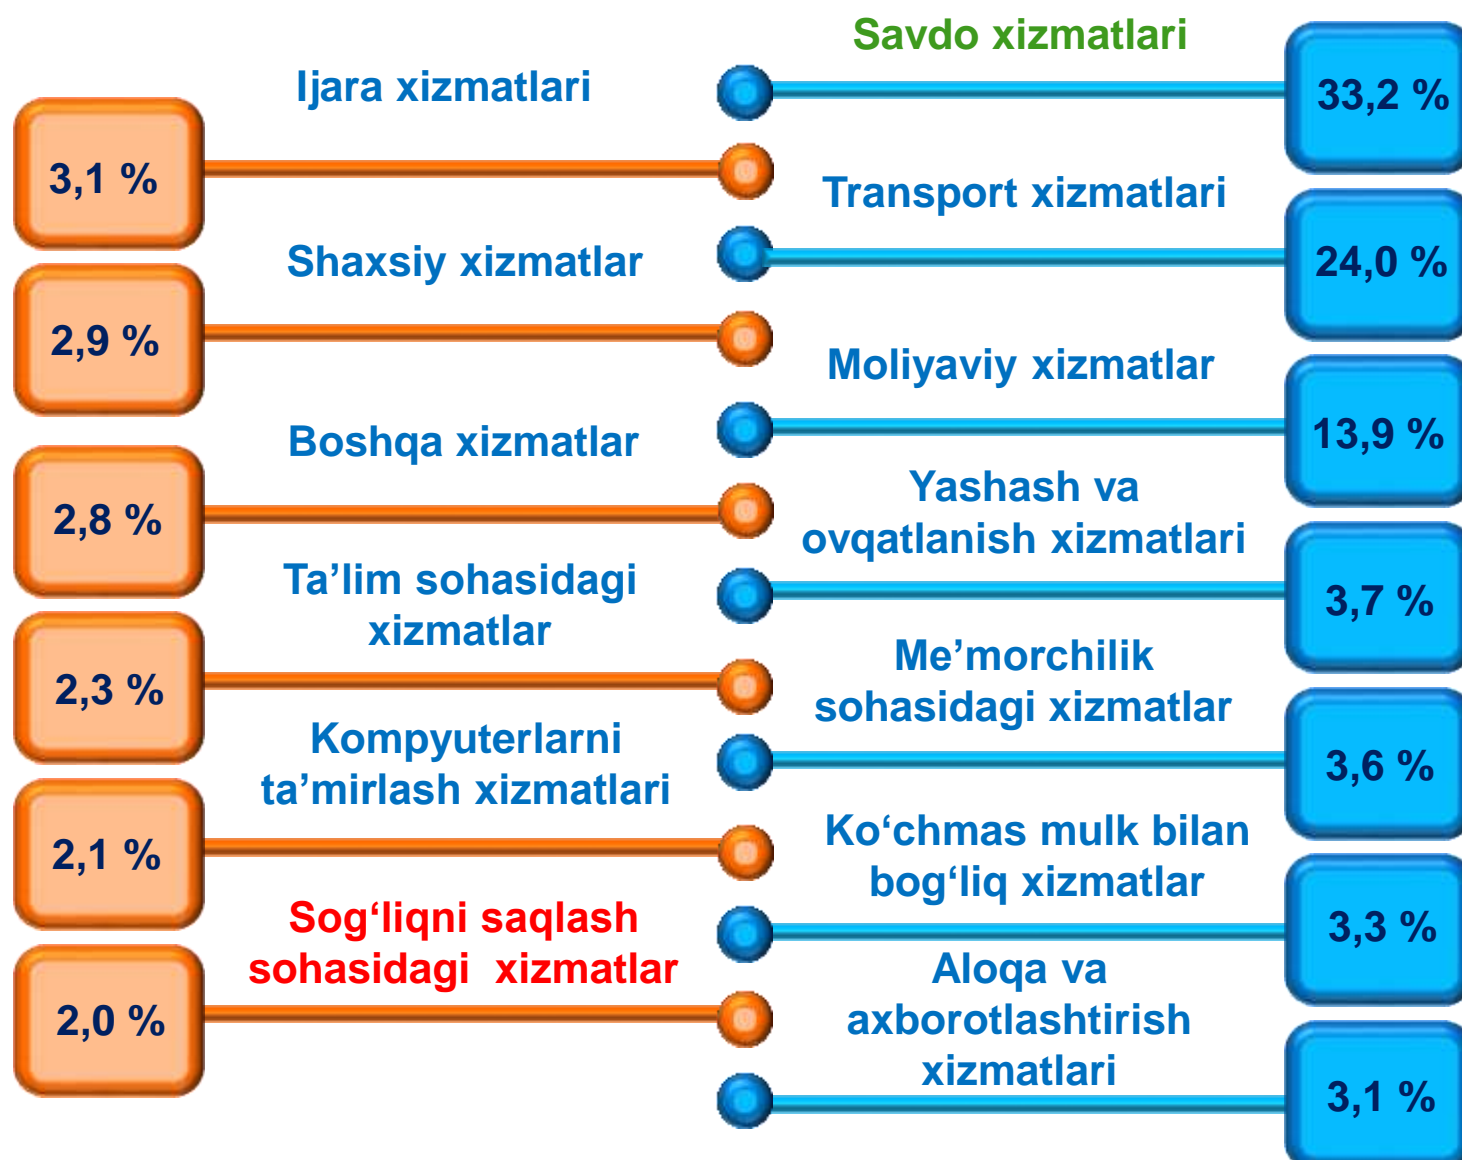 Savdo xizmatlari
33,2 %
Transport xizmatlari
24,0 %
Moliyaviy xizmatlar
13,9 %
Yashash va
ovqatlanish xizmatlari
3,7 %
Me’morchilik
sohasidagi xizmatlar
3,6 %
Ko‘chmas mulk bilan
bog‘liq xizmatlar
3,3 %
Aloqa va
axborotlashtirish
xizmatlari
3,1 %
Ijara xizmatlari
3,1 %
Shaxsiy xizmatlar
2,9 %
Boshqa xizmatlar
2,8 %
Ta’lim sohasidagi
xizmatlar
2,3 %
Kompyuterlarni
ta’mirlash xizmatlari
2,1 %
Sog‘liqni saqlash
sohasidagi xizmatlar
2,0 %